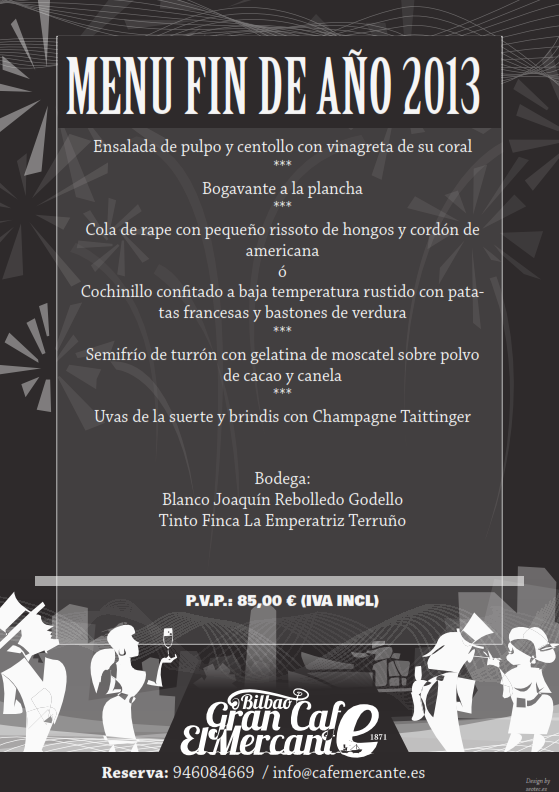 MENU FIN DE AÑO 2013
Ensalada de pulpo y centollo con vinagreta de su coral
***
Bogavante a la plancha
***
Cola de rape con pequeño rissoto de hongos y cordón de
americana
ó
Cochinillo confitado a baja temperatura rustido con pata-
tas francesas y bastones de verdura
***
Semifrío de turrón con gelatina de moscatel sobre polvo
de cacao y canela
***
Uvas de la suerte y brindis con Champagne Taittinger
Bodega:
Blanco Joaquín Rebolledo Godello
Tinto Finca La Emperatriz Terruño
P.V.P.: 85,00 € (IVA INCL)
Bilbao
Gran Cafe
El Mercante
1871
Reserva: 946084669 / info@cafemercante.es
Design by